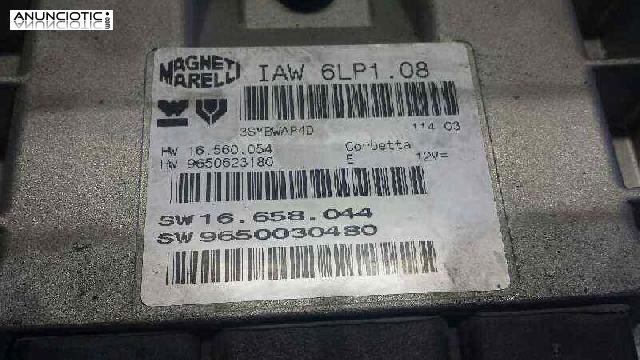 ANUNCIOTIC.com
MAGNETI MARELLI
IAW 6LP1.08
114 03
HW 16.560.054 Corbetta
HW 9650623180 E 12V=
SW 16.658.044
SW 9650030480